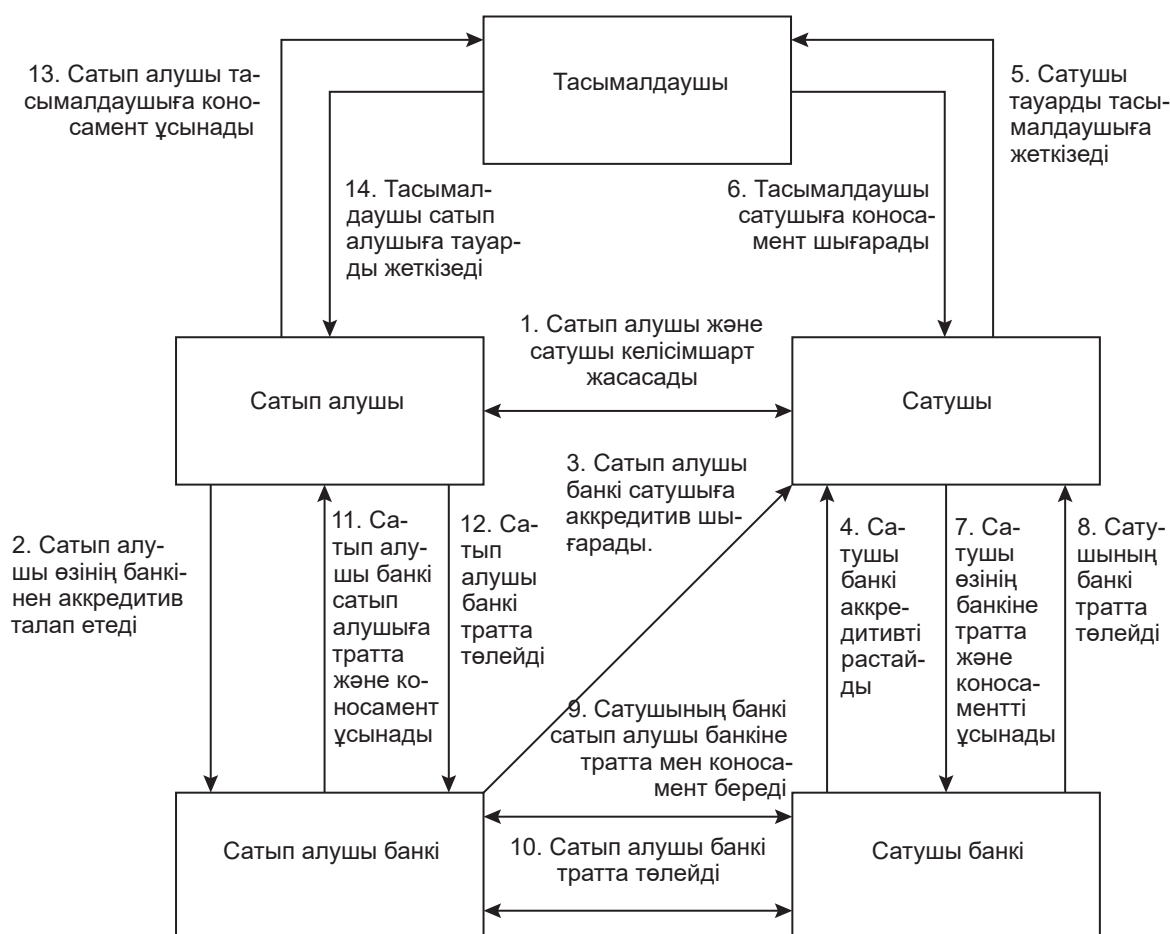 13. Сатып алушы та-
сымалдаушыға коно-
самент ұсынады
Тасымалдаушы
5. Сатушы
тауарды тасы-
малдаушыға
жеткізеді
14. Тасымал-
даушы сатып
алушыға тауар-
ды жеткізеді
6. Тасымалдаушы
сатушыға коноса-
мент шығарады
1. Сатып алушы және
сатушы келісімшарт
жасасады
Сатып алушы
Сатушы
2. Сатып алу-
шы өзінің банкі-
нен аккредитив
талап етеді
11. Са-
тып алу-
шы банкі
сатып
алушыға
тратта
және ко-
носамент
ұсынады
12. Са-
тып
алушы
банкі
тратта
төлейді
3. Сатып алушы
банкі сатушыға
аккредитив шы-
ғарады.
4. Са-
тушы
банкі
аккре-
дитивті
растай-
ды
7. Са-
тушы
өзінің
банкіне
тратта
және
коноса-
ментті
ұсынады
8. Сату-
шының
банкі
тратта
төлейді
9. Сатушының банкі
сатып алушы банкіне
тратта мен коноса-
мент береді
Сатып алушы банкі
10. Сатып алушы банкі
тратта төлейді
Сатушы банкі